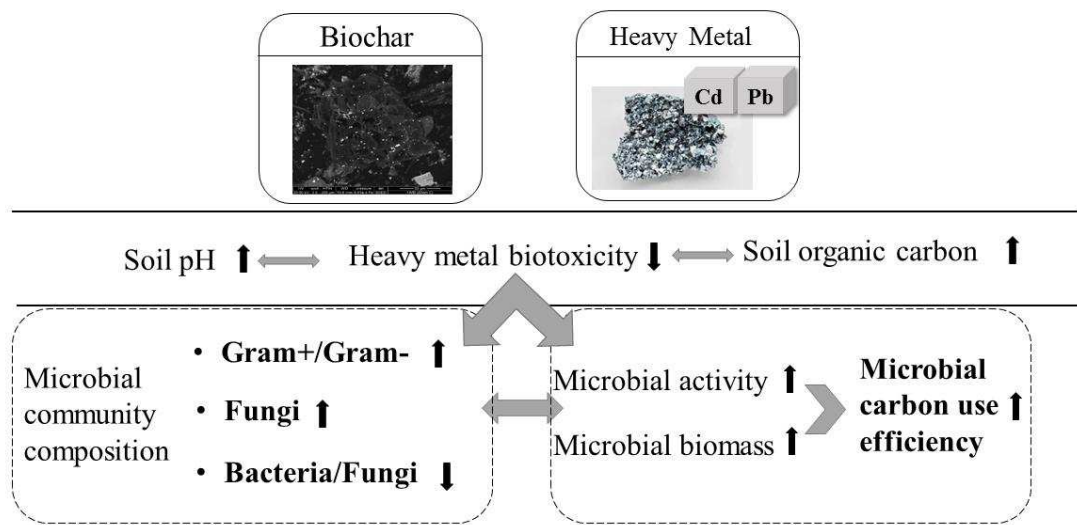 Biochar
Heavy Metal
Cd
Pb
Soil pH
Heavy metal biotoxicity
Soil organic carbon
Microbial
community
composition
• Gram+/Gram-
• Fungi
• Bacteria/Fungi
Microbial activity
Microbial biomass
Microbial
carbon use
efficiency